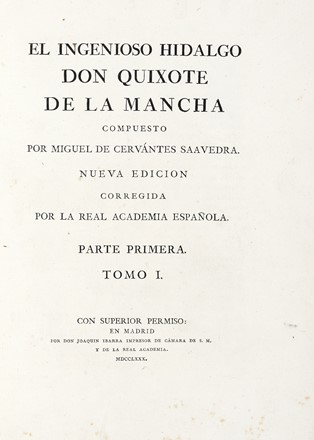 EL INGENIOSO HIDALGO
DON QUIXOTE
DE LA MANCHA
COMPUESTO
POR MIGUEL DE CERVÁNTES SAAVEDRA.
NUEVA EDICION
CORREGIDA
POR LA REAL ACADEMIA ESPAÑOLA.
PARTE PRIMERA.
TOMO I.
CON SUPERIOR PERMISO:
EN MADRID
POR DON JOAQUIN IBARRA IMPRESOR DE CÁMARA DE S. M.
Y DE LA REAL ACADEMIA.
MDCCLXXX.